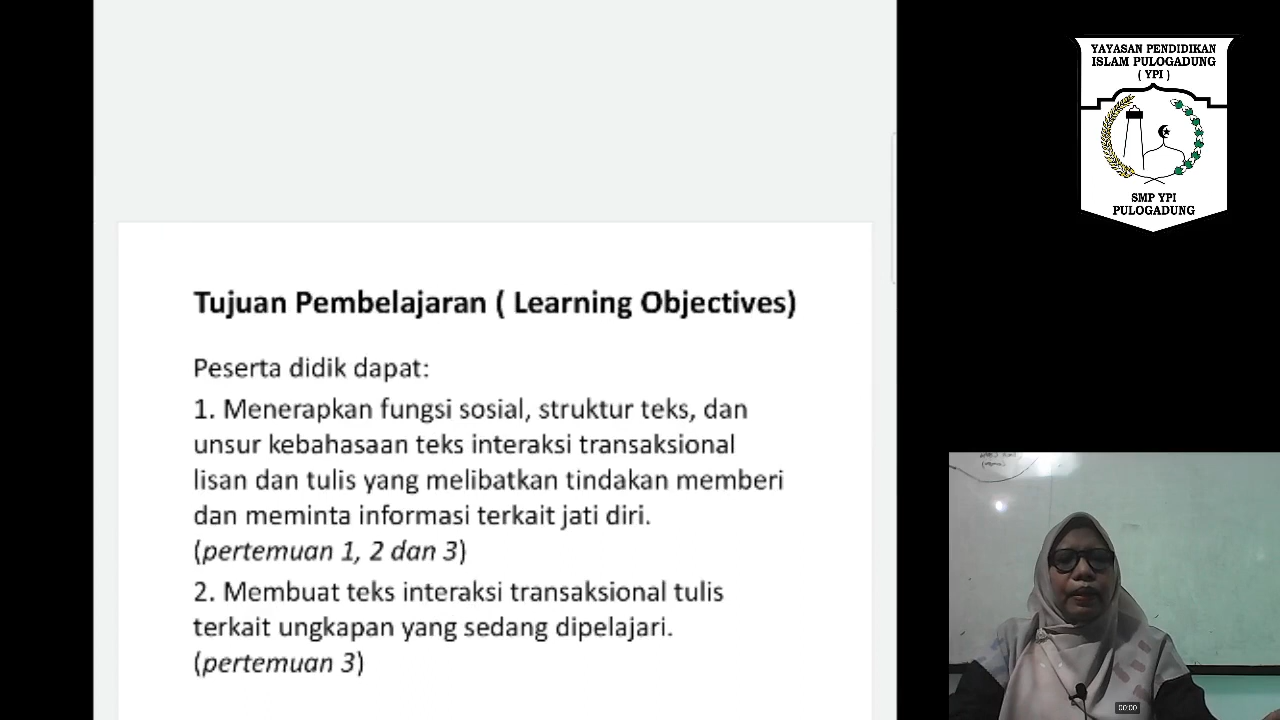 YAYASAN PENDIDIKAN
ISLAM PULOGADUNG
( YPI )
SMP YPI
PULOGADUNG
Tujuan Pembelajaran ( Learning Objectives)
Peserta didik dapat:
1. Menerapkan fungsi sosial, struktur teks, dan
unsur kebahasaan teks interaksi transaksional
lisan dan tulis yang melibatkan tindakan memberi
dan meminta informasi terkait jati diri.
(pertemuan 1, 2 dan 3)
2. Membuat teks interaksi transaksional tulis
terkait ungkapan yang sedang dipelajari.
(pertemuan 3)
00:00